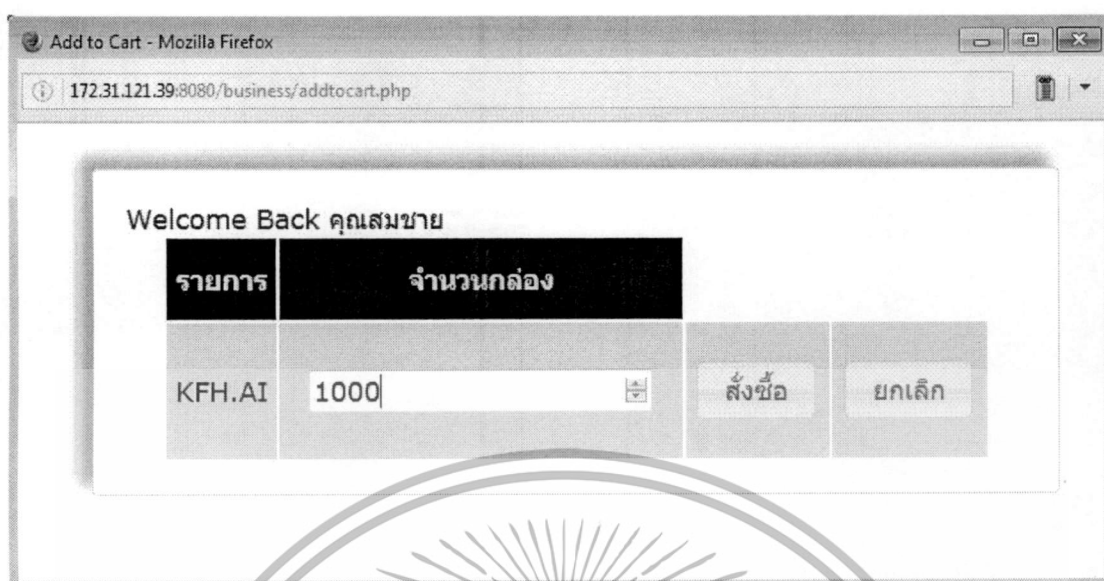 Add to Cart - Mozilla Firefox
172.31.121.39:8080/business/addtocart.php
Welcome Back คุณสมชาย
รายการ จำนวนกล่อง
KFH.AI 1000 สั่งซื้อ ยกเลิก